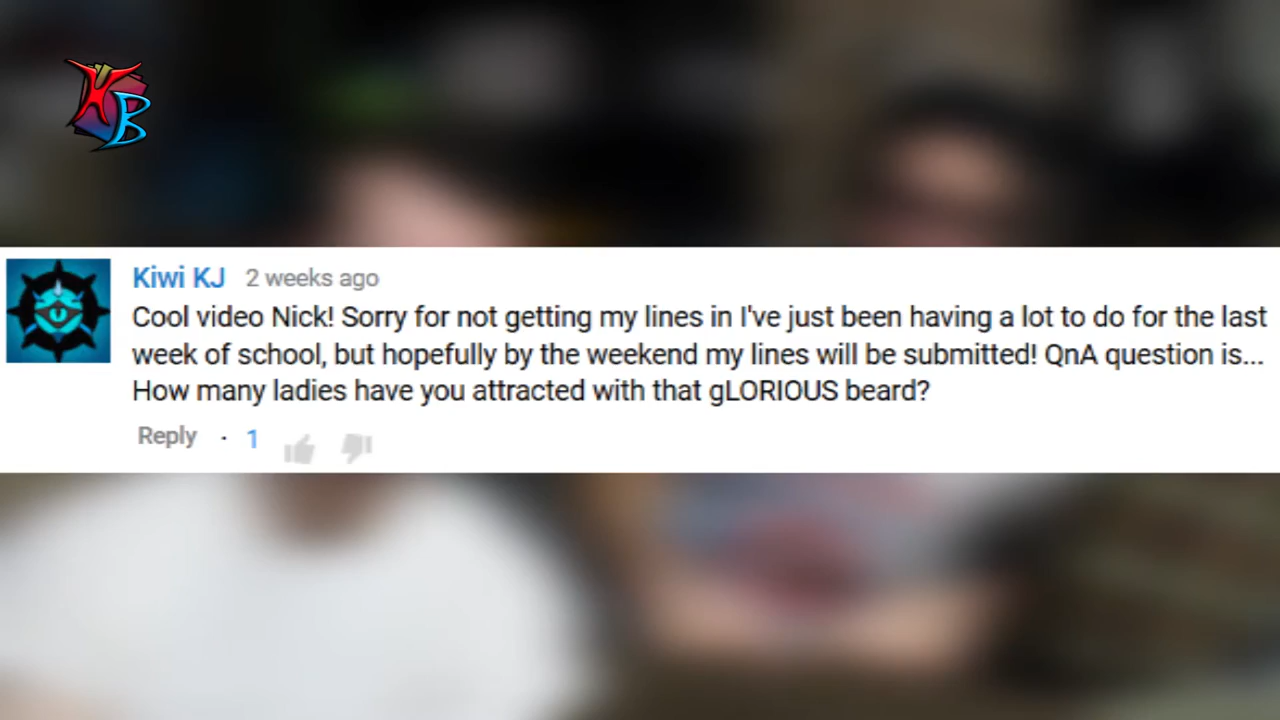 KB
Kiwi KJ 2 weeks ago
Cool video Nick! Sorry for not getting my lines in I've just been having a lot to do for the last
week of school, but hopefully by the weekend my lines will be submitted! QnA question is...
How many ladies have you attracted with that gLORIOUS beard?
Reply · 1